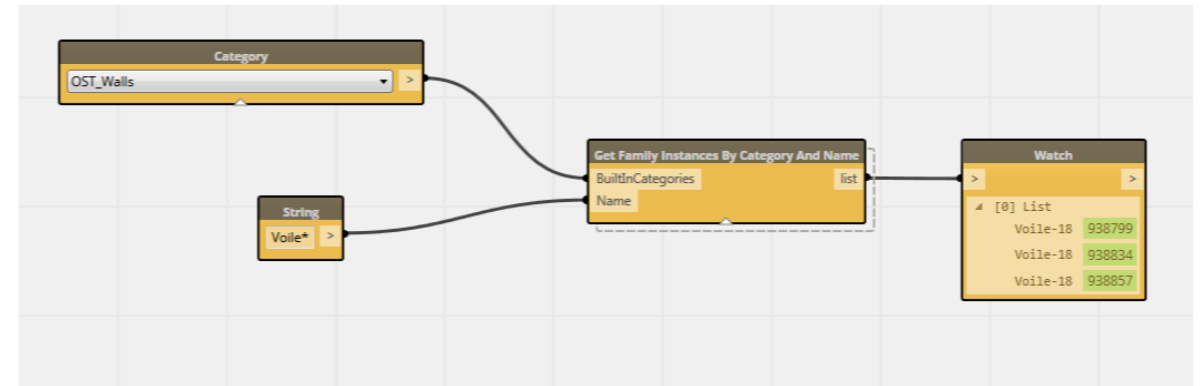 Category
OST_Walls
>
String
Voile*
>
Get Family Instances By Category And Name
BuiltInCategories
list
Name
Watch
>
>
[0] List
Voile-18 938799
Voile-18 938834
Voile-18 938857